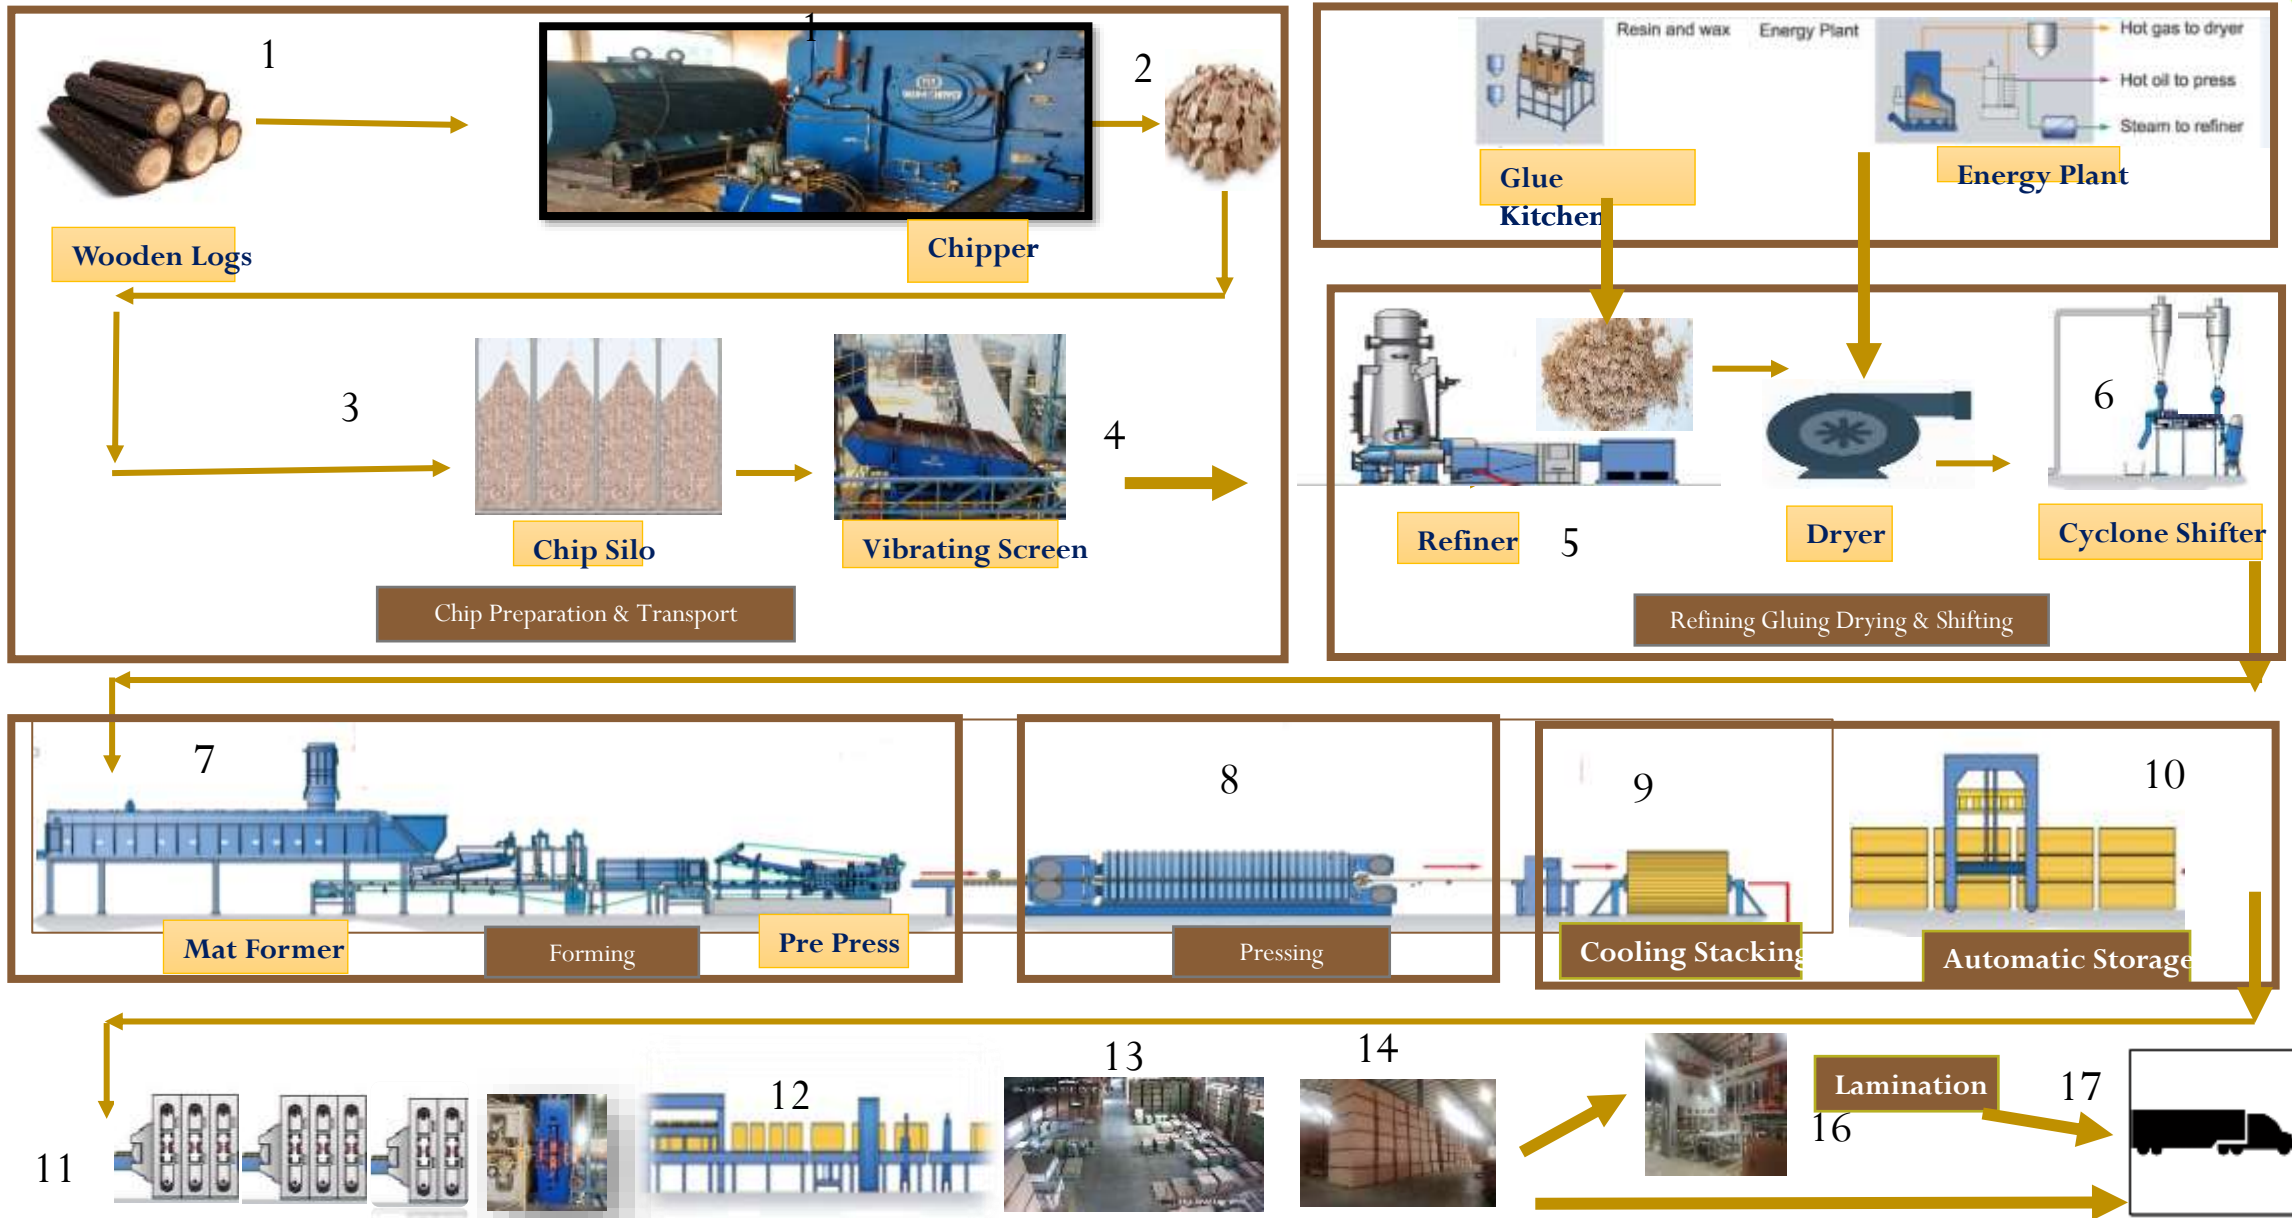 1
1
2
Wooden Logs
Chipper
Resin and wax
Energy Plant
Hot gas to dryer
Hot oil to press
Steam to refiner
Glue
Kitchen
Energy Plant
3
4
Chip Silo
Vibrating Screen
Chip Preparation & Transport
5
6
Refiner
Dryer
Cyclone Shifter
Refining Gluing Drying & Shifting
7
Mat Former
Forming
Pre Press
8
Pressing
9
10
Cooling Stacking
Automatic Storage
11
12
13
14
Lamination
16
17